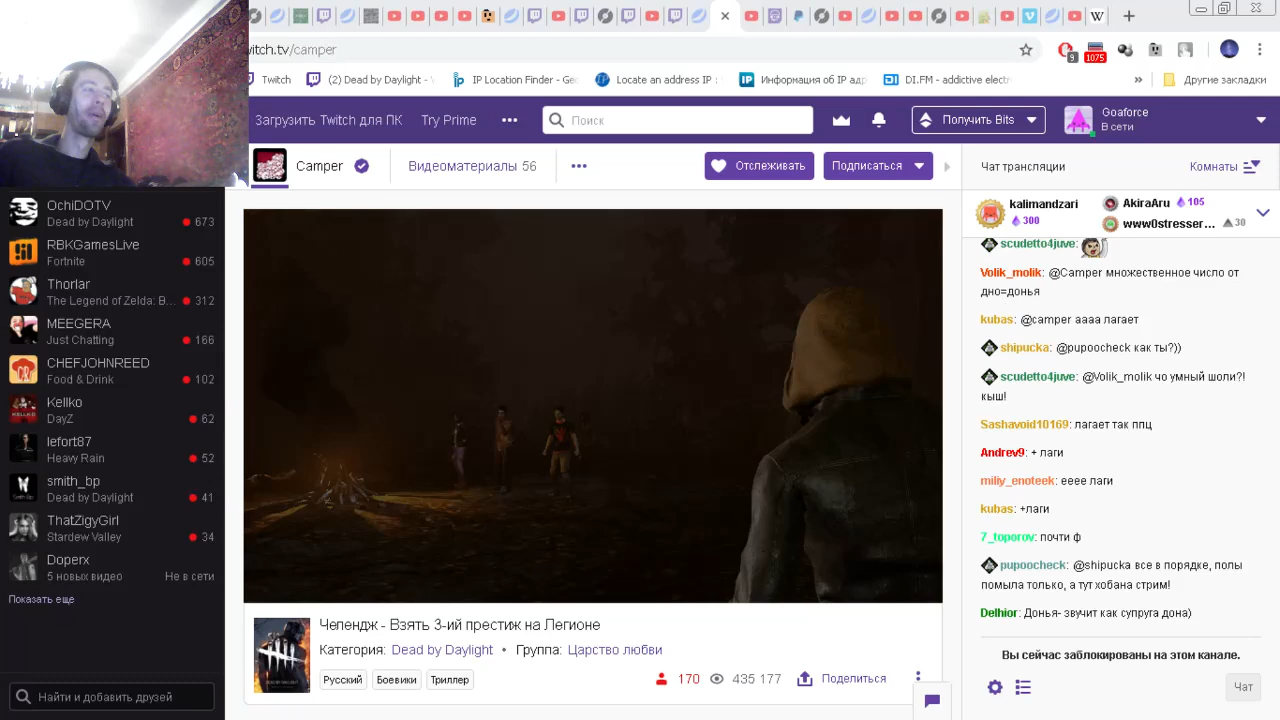 9
1075
W
itch.tv/camper
Twitch
(2) Dead by Daylight -
IP Location Finder - Ge
Locate an address IP :
Информация об IP адр
DI.FM - addictive electr
»
Другие закладки
Загрузить Twitch для ПК
Try Prime
Поиск
Получить Bits
Goaforce
В сети
Camper
Видеоматериалы 56
Отслеживать
Подписаться
Чат трансляции
Комнаты
OchiDOTV
Dead by Daylight 673
RBKGamesLive
Fortnite 605
Thorlar
The Legend of Zelda: B... 312
MEEGERA
Just Chatting 166
CHEFJOHNREED
Food & Drink 102
Kellko
DayZ 62
lefort87
Heavy Rain 52
smith_bp
Dead by Daylight 41
ThatZigyGirl
Stardew Valley 34
Doperx
5 новых видео Не в сети
Показать еще
Найти и добавить друзей
Челендж - Взять 3-ий престиж на Легионе
Категория: Dead by Daylight • Группа: Царство любви
Русский Боевики Триллер
170 435 177 Поделиться
kalimandzari
300
AkiraAru 105
www0stresser... 30
scudetto4juve:
Volik_molik: @Camper множественное число от
дно=донья
kubas: @camper аааа лагает
shipucka: @pupoocheck как ты?))
scudetto4juve: @Volik_molik чо умный шоли?!
кыш!
Sashavoid10169: лагает так ппц
Andrev9: + лаги
miliy_enoteek: ееее лаги
kubas: +лаги
7_toporov: почти ф
pupoocheck: @shipucka все в порядке, полы
помыла только, а тут хобана стрим!
Delhior: Донья- звучит как супруга дона)
Вы сейчас заблокированы на этом канале.
Чат